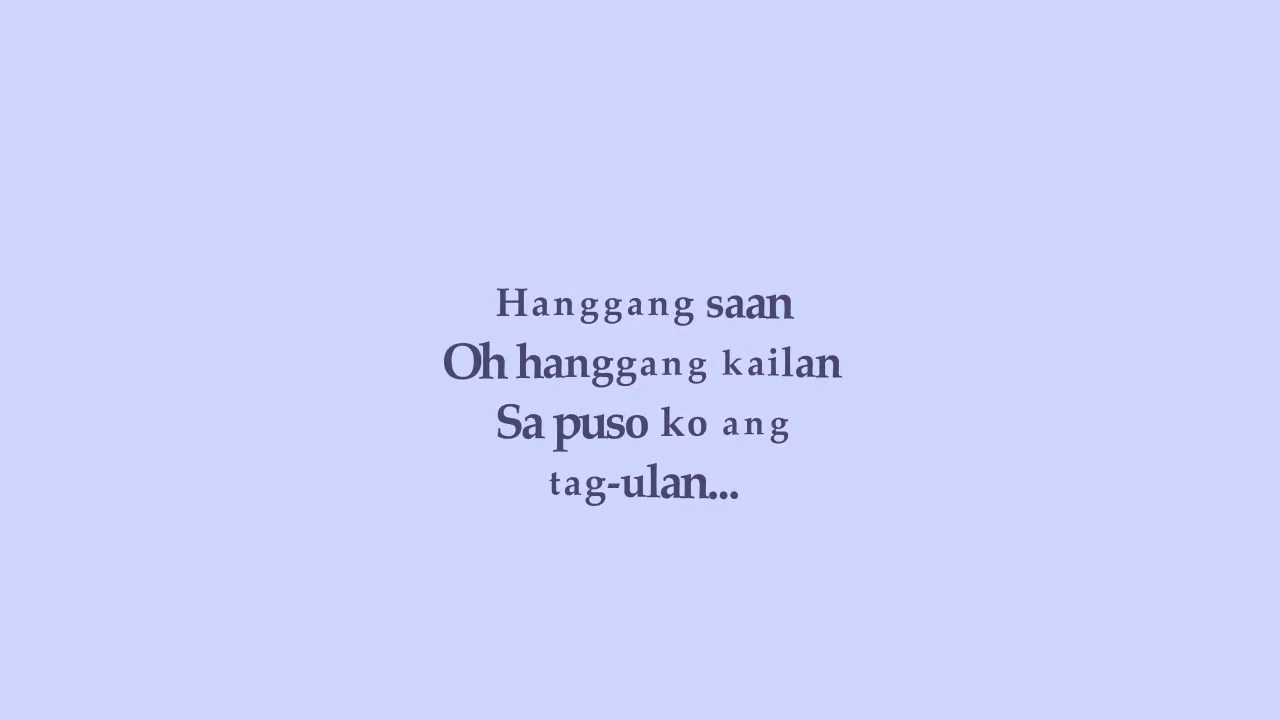 Hanggang saan
Oh hanggang kailan
Sa puso ko ang
tag-ulan...